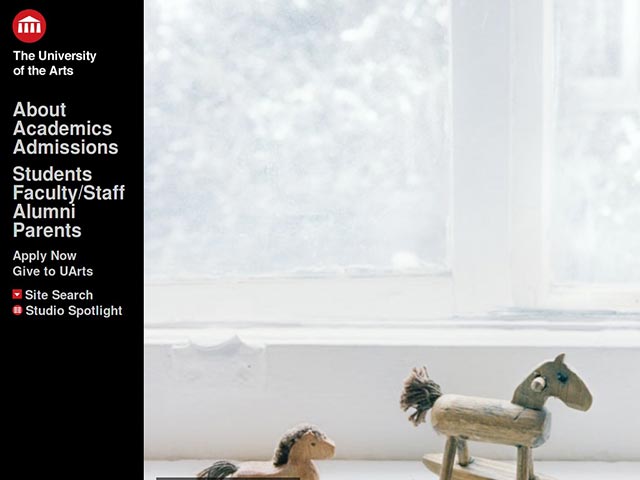 The University
of the Arts
About
Academics
Admissions
Students
Faculty/Staff
Alumni
Parents
Apply Now
Give to UArts
Site Search
Studio Spotlight